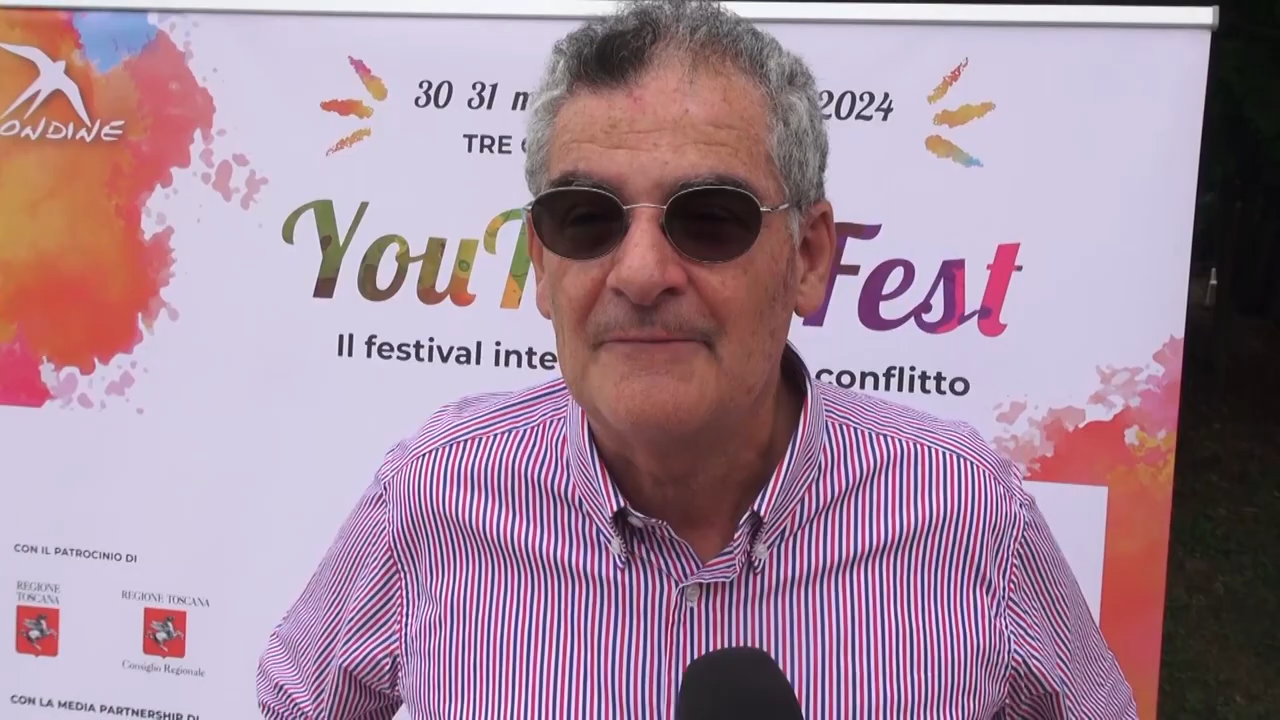 ONDINE
30 31 m 2024
TRE
YouT Fest
Il festival inte conflitto
CON IL PATROCINIO DI
REGIONE
TOSCANA
REGIONE TOSCANA
Consiglio Regionale
CON LA MEDIA PARTNERSHIP DI